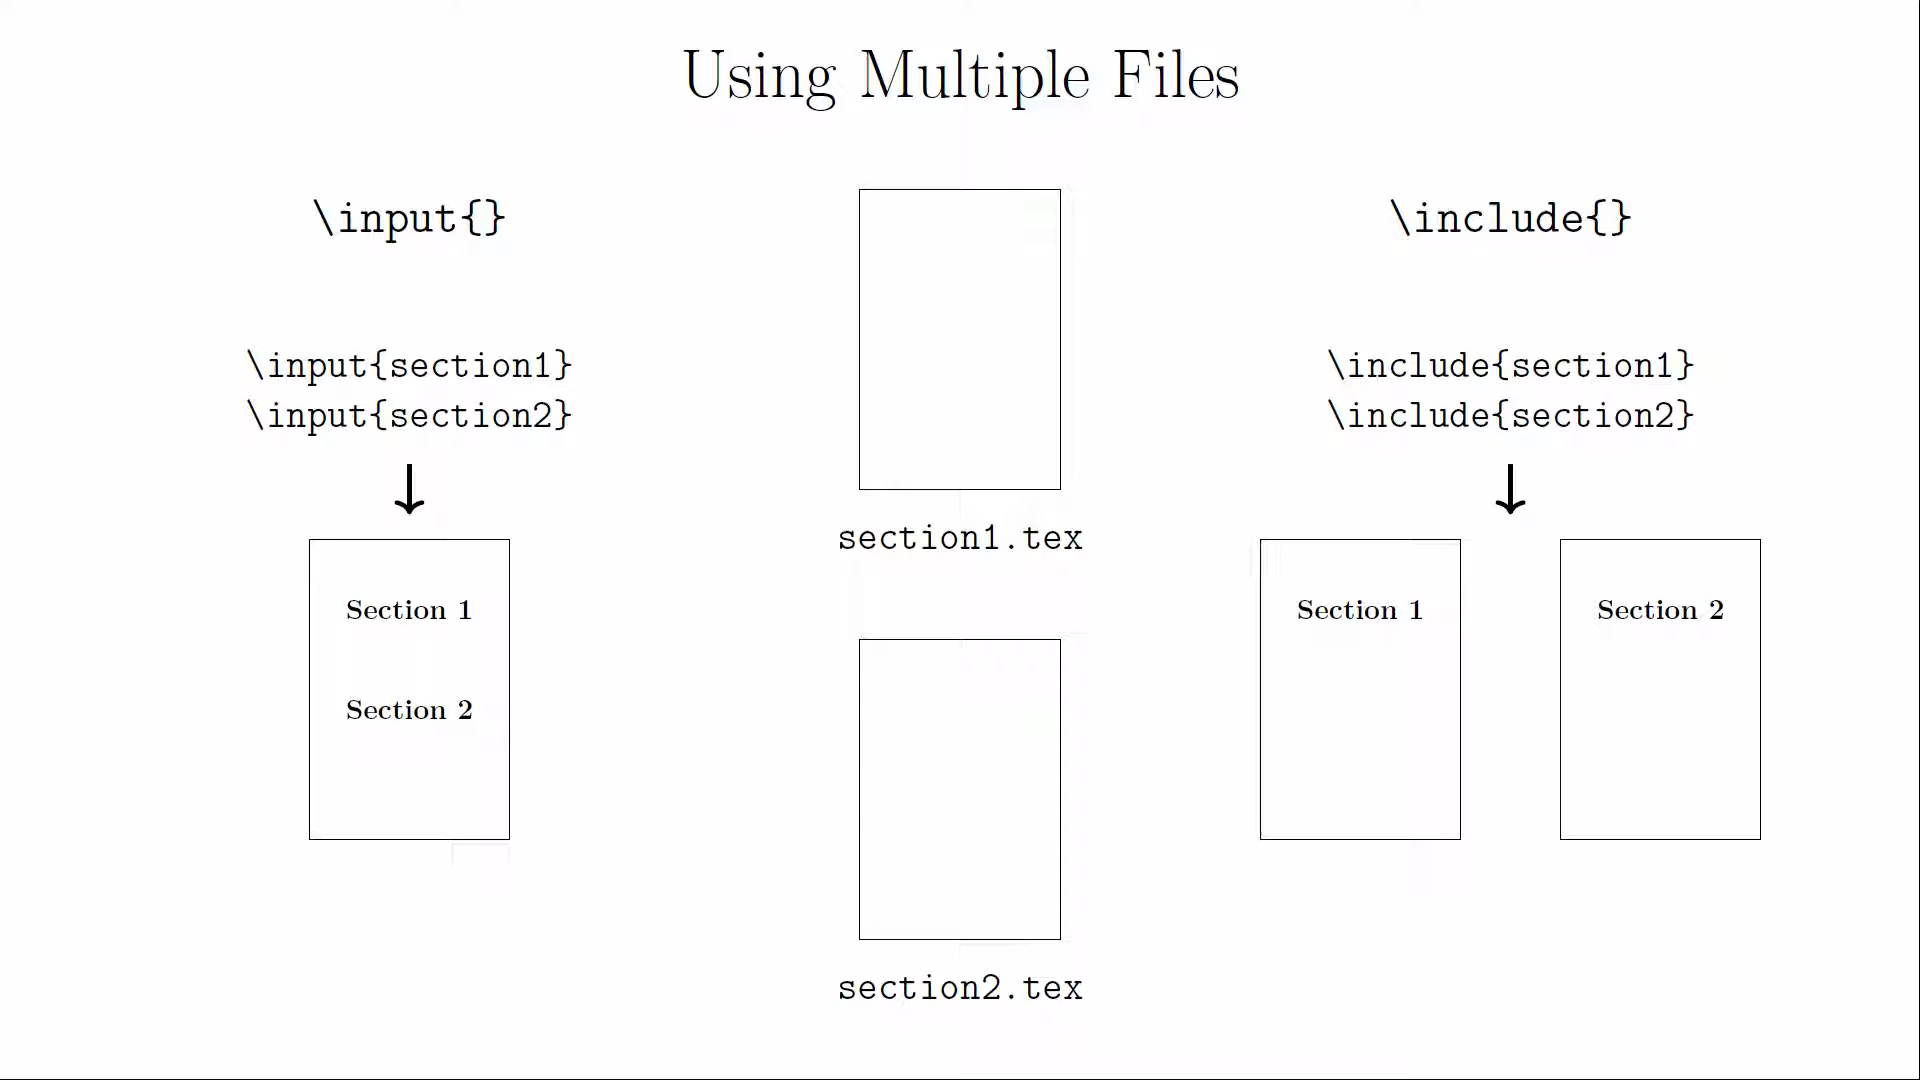 Using Multiple Files
\input{}
\input{section1}
\input{section2}
Section 1
Section 2
section1.tex
section2.tex
\include{}
\include{section1}
\include{section2}
Section 1
Section 2